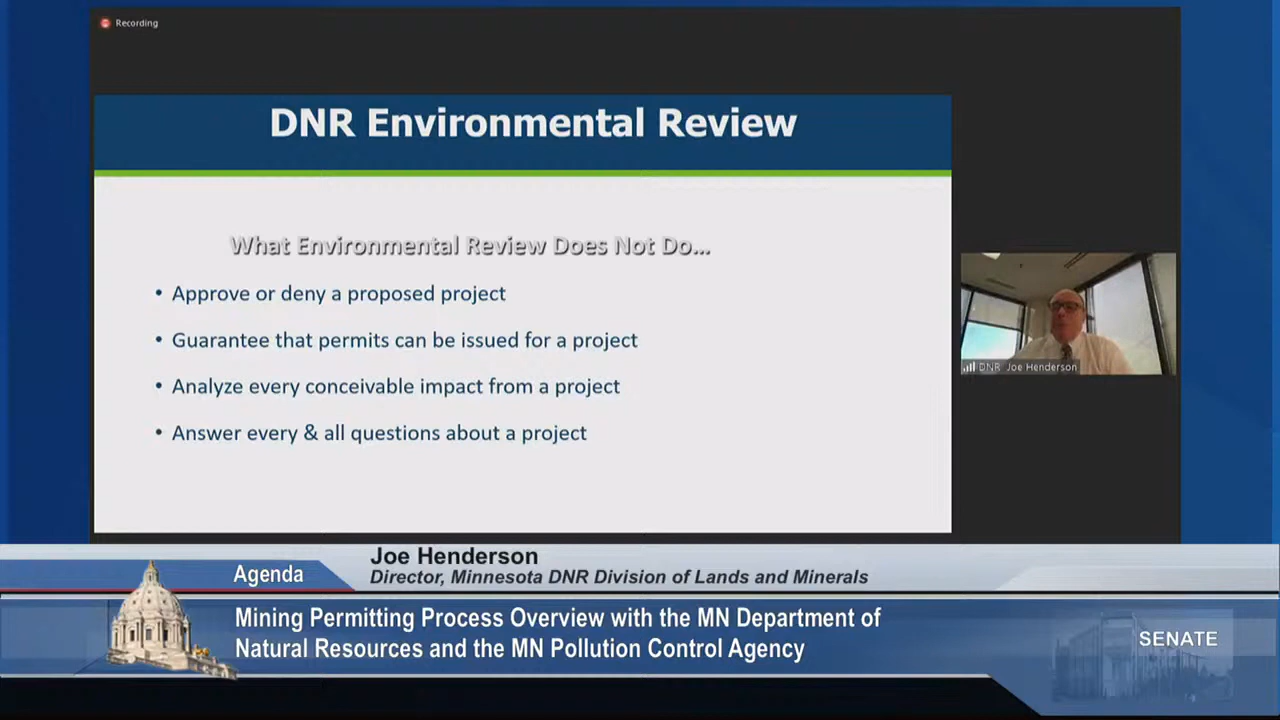 Recording
DNR Environmental Review
What Environmental Review Does Not Do...
• Approve or deny a proposed project
• Guarantee that permits can be issued for a project
• Analyze every conceivable impact from a project
• Answer every & all questions about a project
DNR Joe Henderson
Joe Henderson
Director, Minnesota DNR Division of Lands and Minerals
Agenda
Mining Permitting Process Overview with the MN Department of
Natural Resources and the MN Pollution Control Agency
SENATE